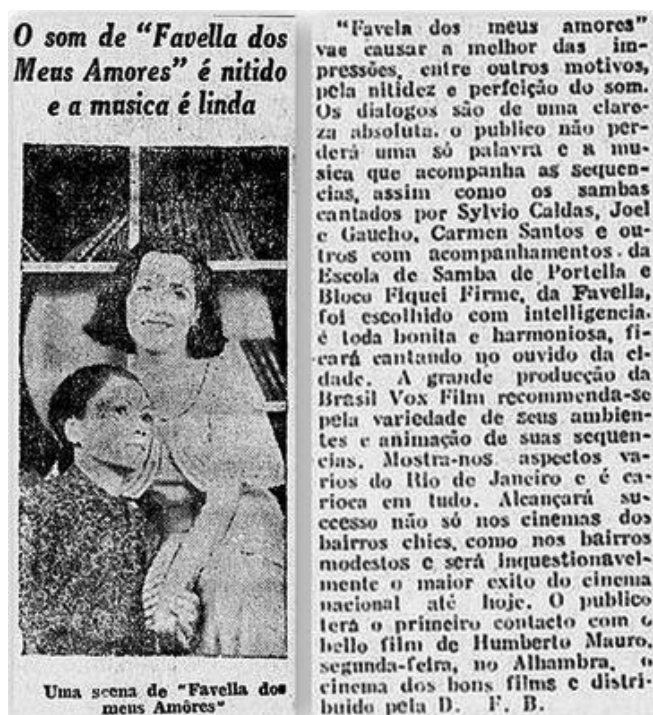 O som de "Favella dos
Meus Amores" é nitido
e a musica é linda
Uma scena de "Favella dos
meus Amôres"
"Favela dos meus amores"
vae causar a melhor das im-
pressões, entre outros motivos,
pela nitidez e perfeição do som.
Os dialogos são de uma clare-
za absoluta. o publico não per-
derá uma só palavra e a mu-
sica que acompanha as sequen-
cias, assim como os sambas
cantados por Sylvio Caldas, Joel
e Gaucho, Carmen Santos e ou-
tros com acompanhamentos da
Escola de Samba de Portella e
Bloco Fiquei Firme, da Favella,
foi escolhido com intelligencia.
é toda bonita e harmoniosa, fi-
cará cantando no ouvido da ci-
dade. A grande producção da
Brasil Vox Film recommenda-se
pela variedade de seus ambien-
tes e animação de suas sequen-
cias. Mostra-nos aspectos va-
rios do Rio de Janeiro e é ca-
rioca em tudo. Alcançará su-
ccesso não só nos cinemas dos
bairros chics, como nos bairros
modestos e será inquestionavel-
mente o maior exito do cinema
nacional até hoje. O publico
terá o primeiro contacto com o
bello film de Humberto Mauro,
segunda-feira, no Alhambra, o
cinema dos bons films e distri-
buido pela D. F. B.